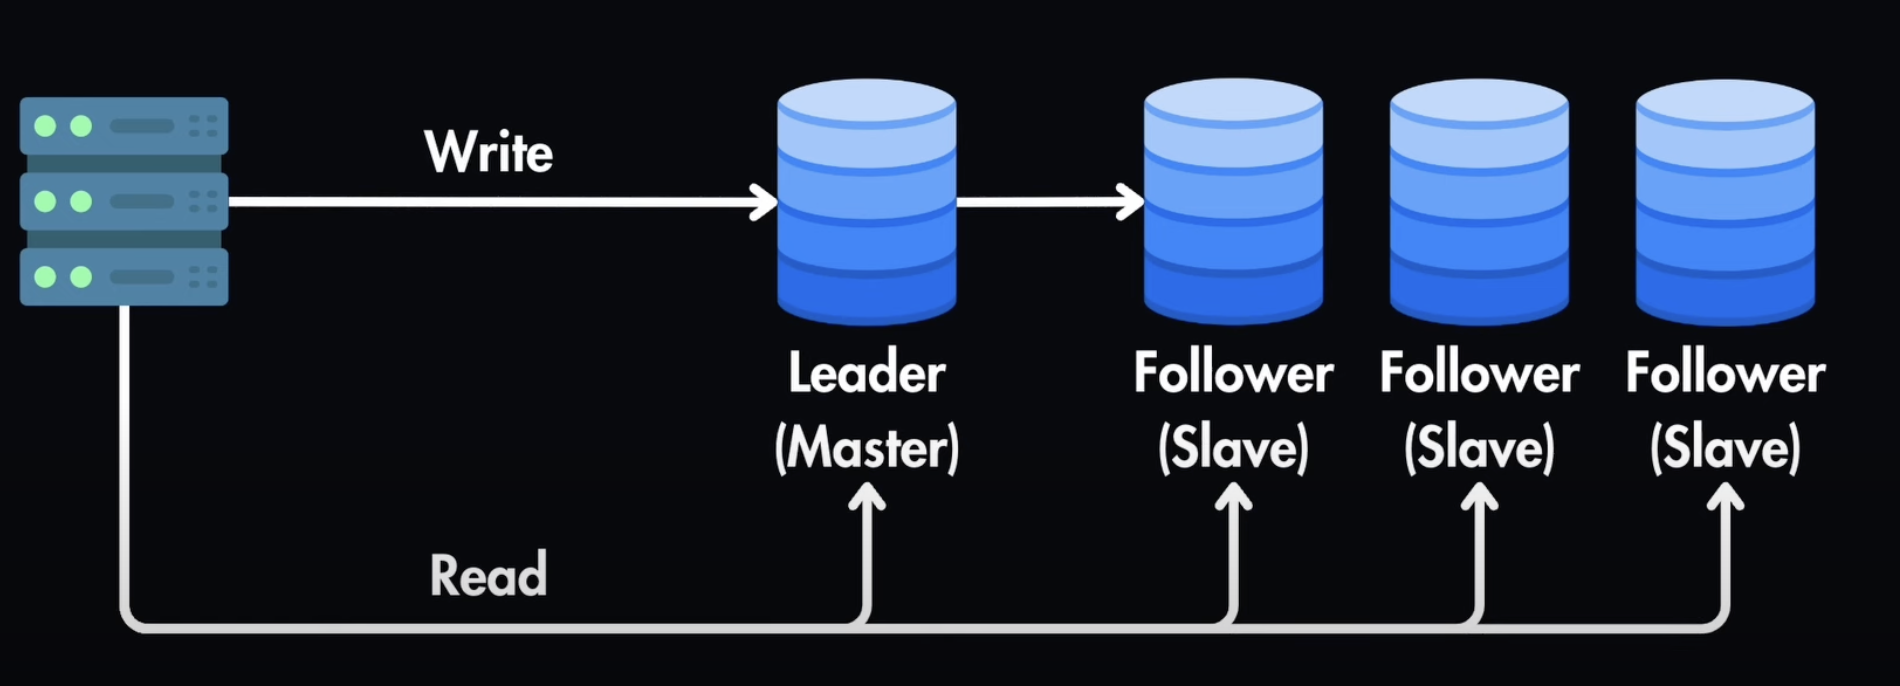 Write
Leader
(Master)
Follower
(Slave)
Follower
(Slave)
Follower
(Slave)
Read